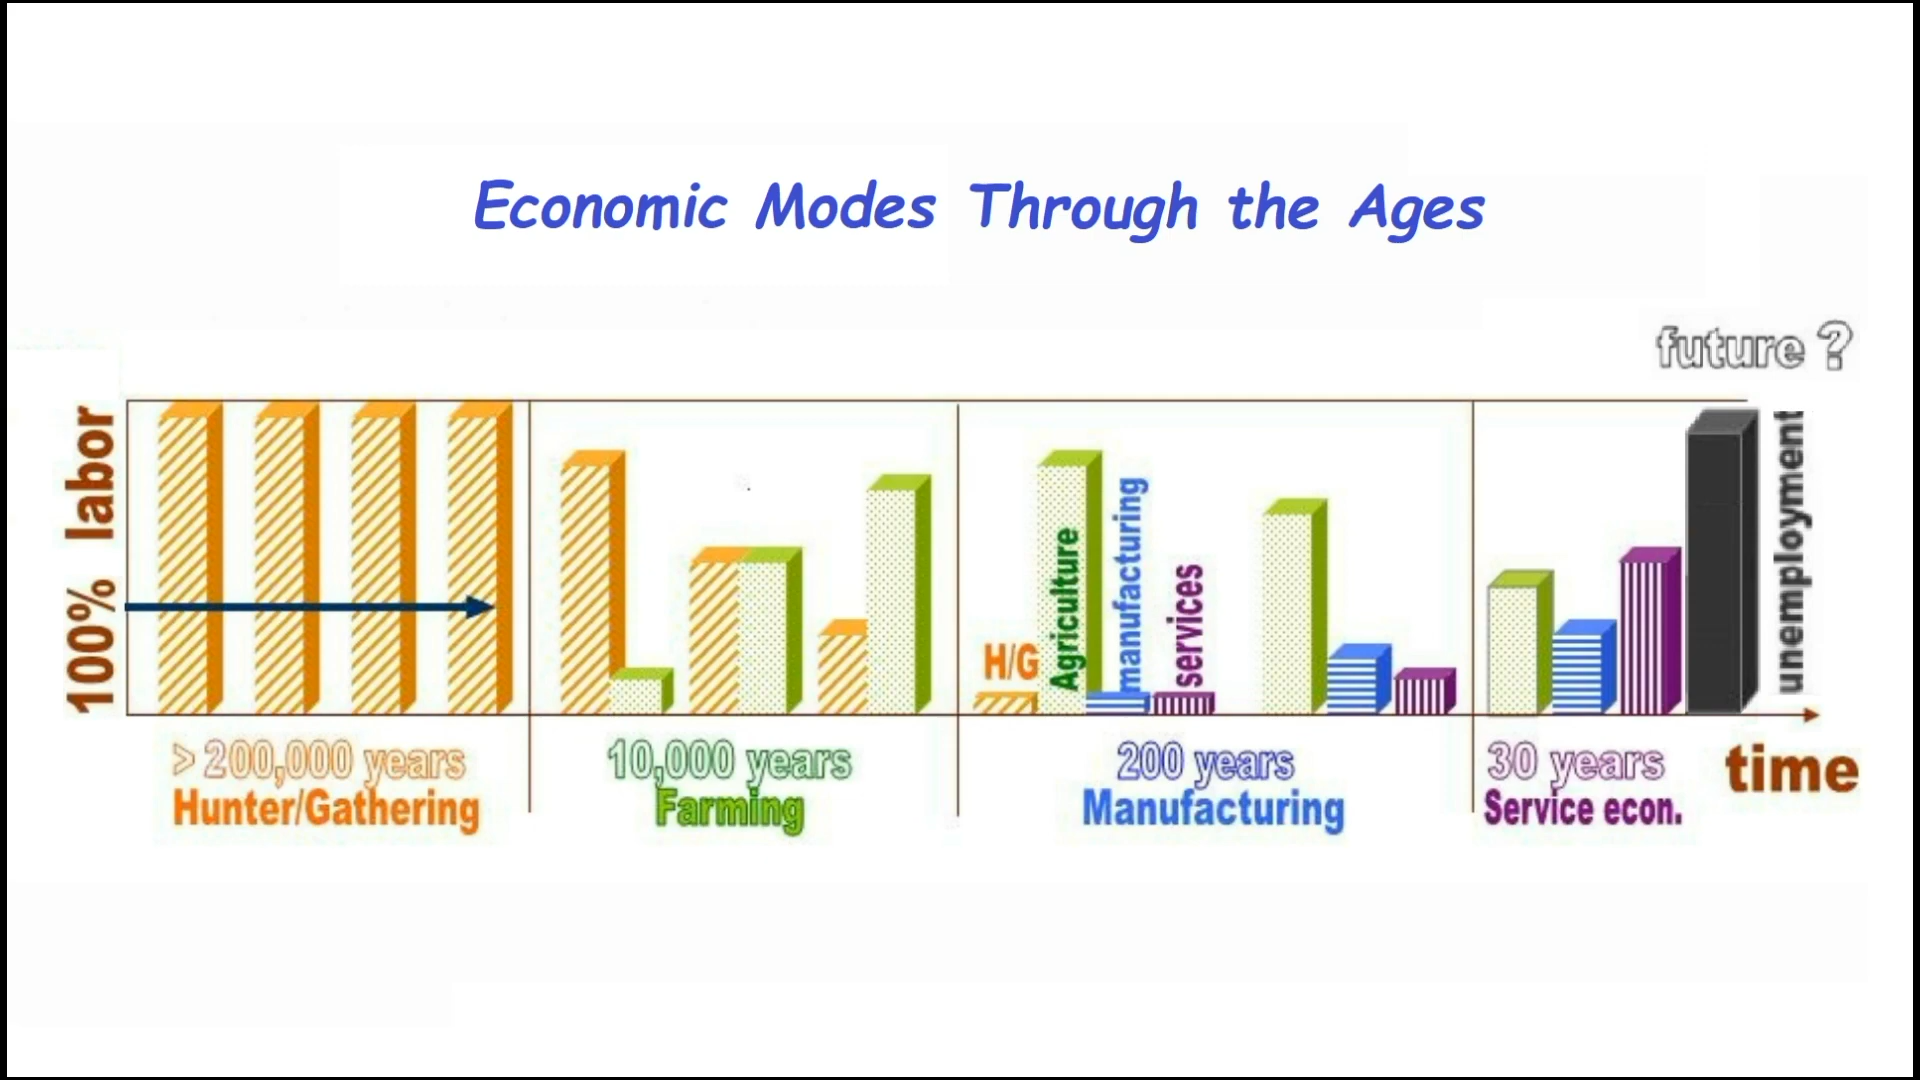 Economic Modes Through the Ages
future ?
100% labor
H/G
Agriculture
manufacturing
services
unemployment
> 200,000 years
Hunter/Gathering
10,000 years
Farming
200 years
Manufacturing
30 years
Service econ.
time